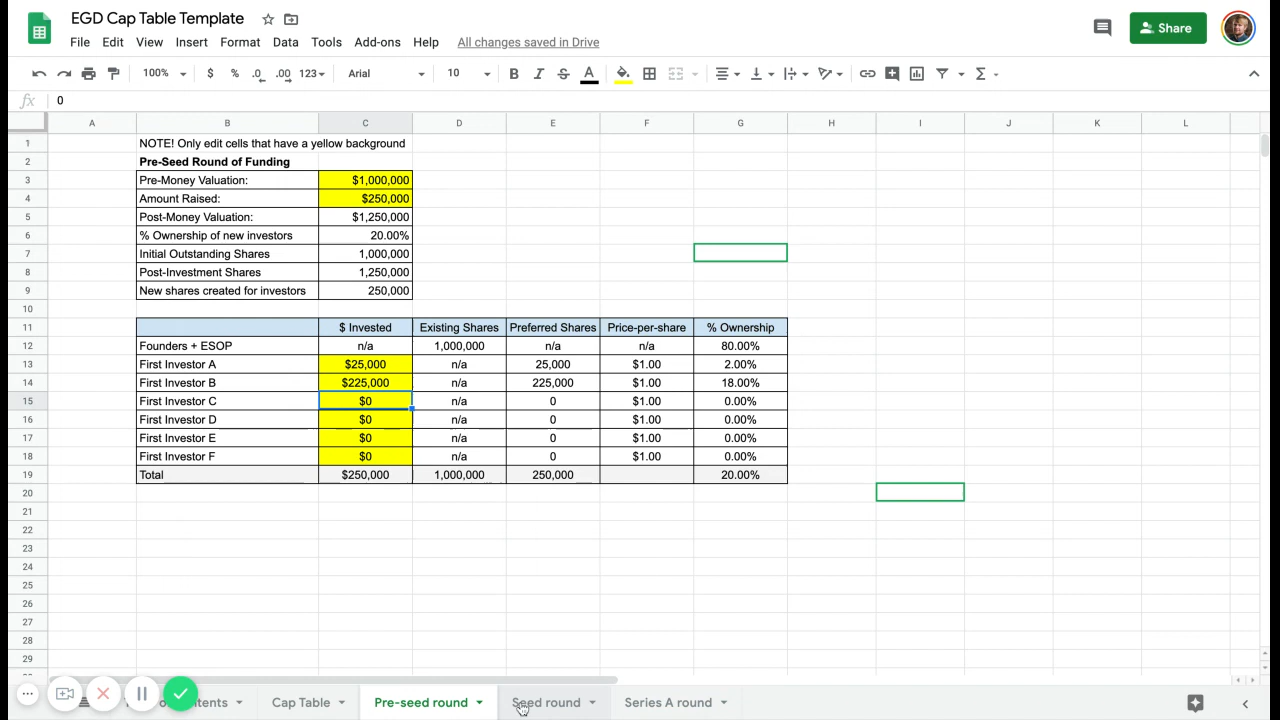 EGD Cap Table Template
File Edit View Insert Format Data Tools Add-ons Help All changes saved in Drive
Share
100% $ % .0 .00 123 Arial 10 B I S A
fx 0
A B C D E F G H I J K L
1 NOTE! Only edit cells that have a yellow background
2 Pre-Seed Round of Funding
3 Pre-Money Valuation: $1,000,000
4 Amount Raised: $250,000
5 Post-Money Valuation: $1,250,000
6 % Ownership of new investors 20.00%
7 Initial Outstanding Shares 1,000,000
8 Post-Investment Shares 1,250,000
9 New shares created for investors 250,000
10
11 $ Invested Existing Shares Preferred Shares Price-per-share % Ownership
12 Founders + ESOP n/a 1,000,000 n/a n/a 80.00%
13 First Investor A $25,000 n/a 25,000 $1.00 2.00%
14 First Investor B $225,000 n/a 225,000 $1.00 18.00%
15 First Investor C $0 n/a 0 $1.00 0.00%
16 First Investor D $0 n/a 0 $1.00 0.00%
17 First Investor E $0 n/a 0 $1.00 0.00%
18 First Investor F $0 n/a 0 $1.00 0.00%
19 Total $250,000 1,000,000 250,000 20.00%
20
21
22
23
24
25
26
27
28
29
Cap Table Pre-seed round Seed round Series A round